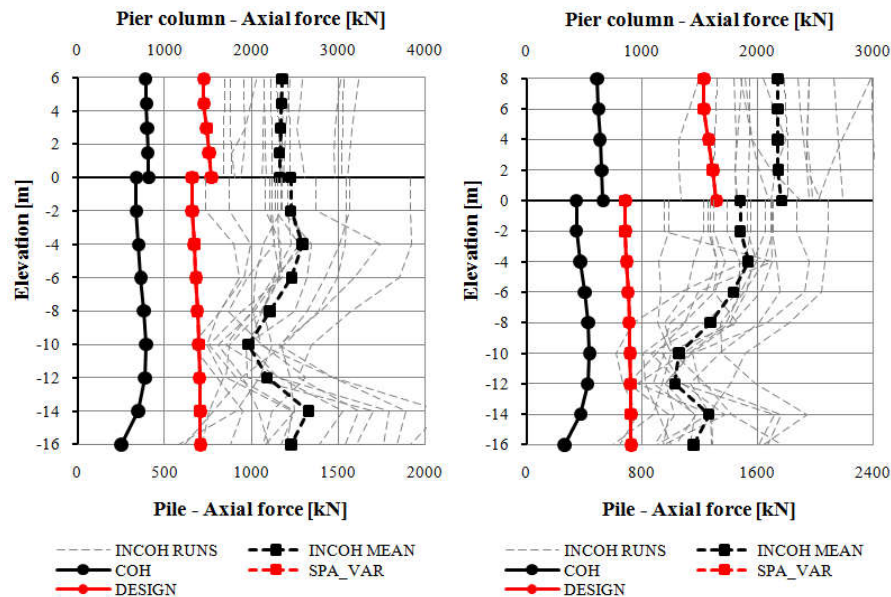 Pier column - Axial force [kN]
0 1000 2000 3000 4000
6
4
3
2
0
-2
-4
-6
-8
-10
-12
-14
-16
Elevation [m]
0 500 1000 1500 2000
Pile - Axial force [kN]
INCOH RUNS INCOH MEAN
COH SPA_VAR
DESIGN
Pier column - Axial force [kN]
0 1000 2000 3000
8
6
4
2
0
-2
-4
-6
-8
-10
-12
-14
-16
Elevation [m]
0 800 1600 2400
Pile - Axial force [kN]
INCOH RUNS INCOH MEAN
COH SPA_VAR
DESIGN